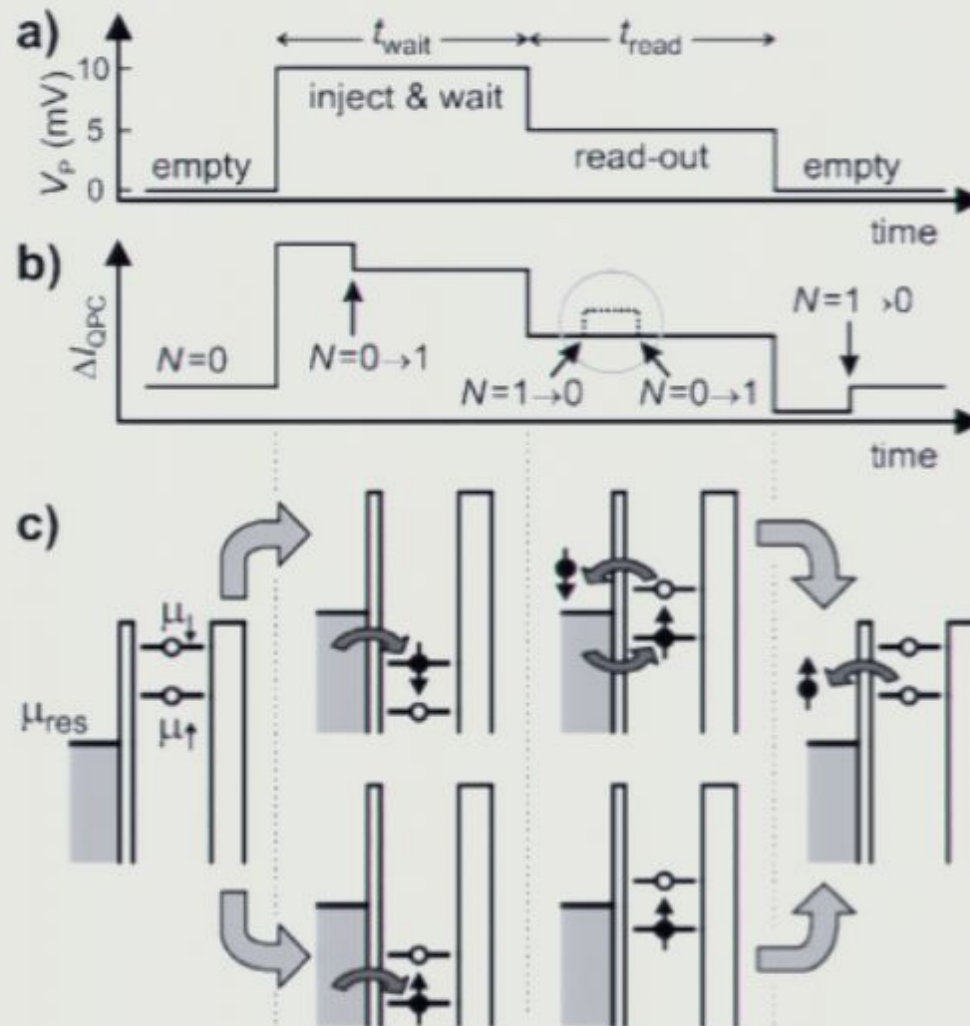 a)
V_P (mV)
10
5
0
t_wait
t_read
empty
inject & wait
read-out
empty
time
b)
ΔI_QPC
N=0
N=0→1
N=1→0
N=0→1
N=1→0
time
c)
μ↓
μ↑
μ_res